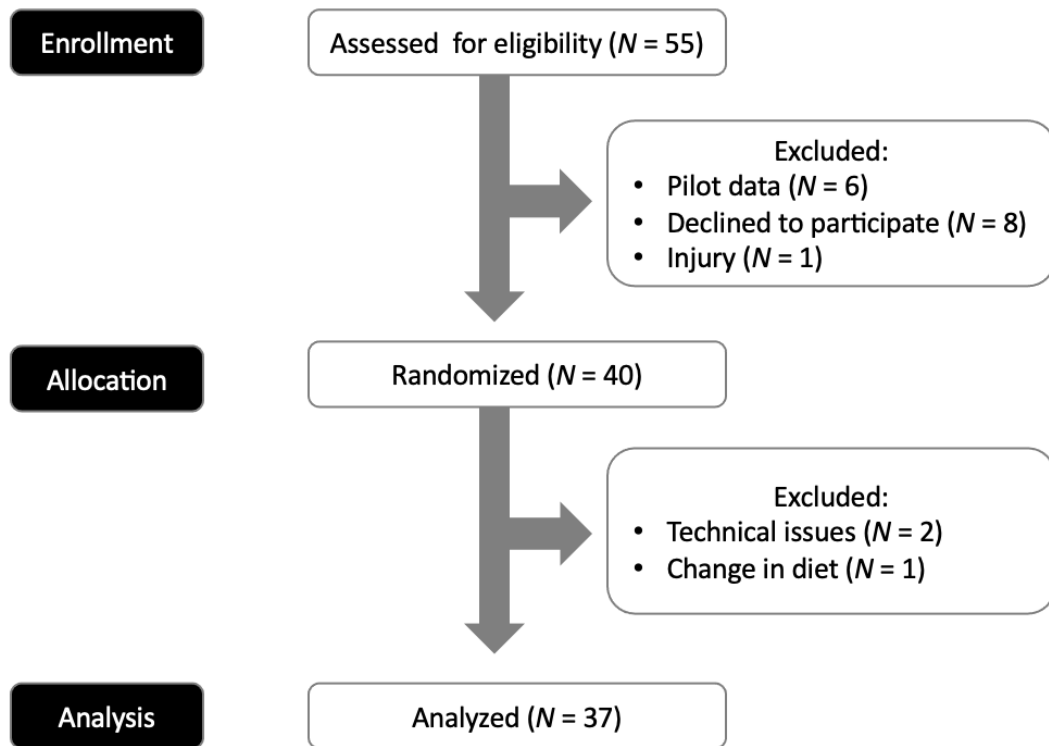 Enrollment
Assessed for eligibility (N = 55)
Excluded:
• Pilot data (N = 6)
• Declined to participate (N = 8)
• Injury (N = 1)
Allocation
Randomized (N = 40)
Excluded:
• Technical issues (N = 2)
• Change in diet (N = 1)
Analysis
Analyzed (N = 37)